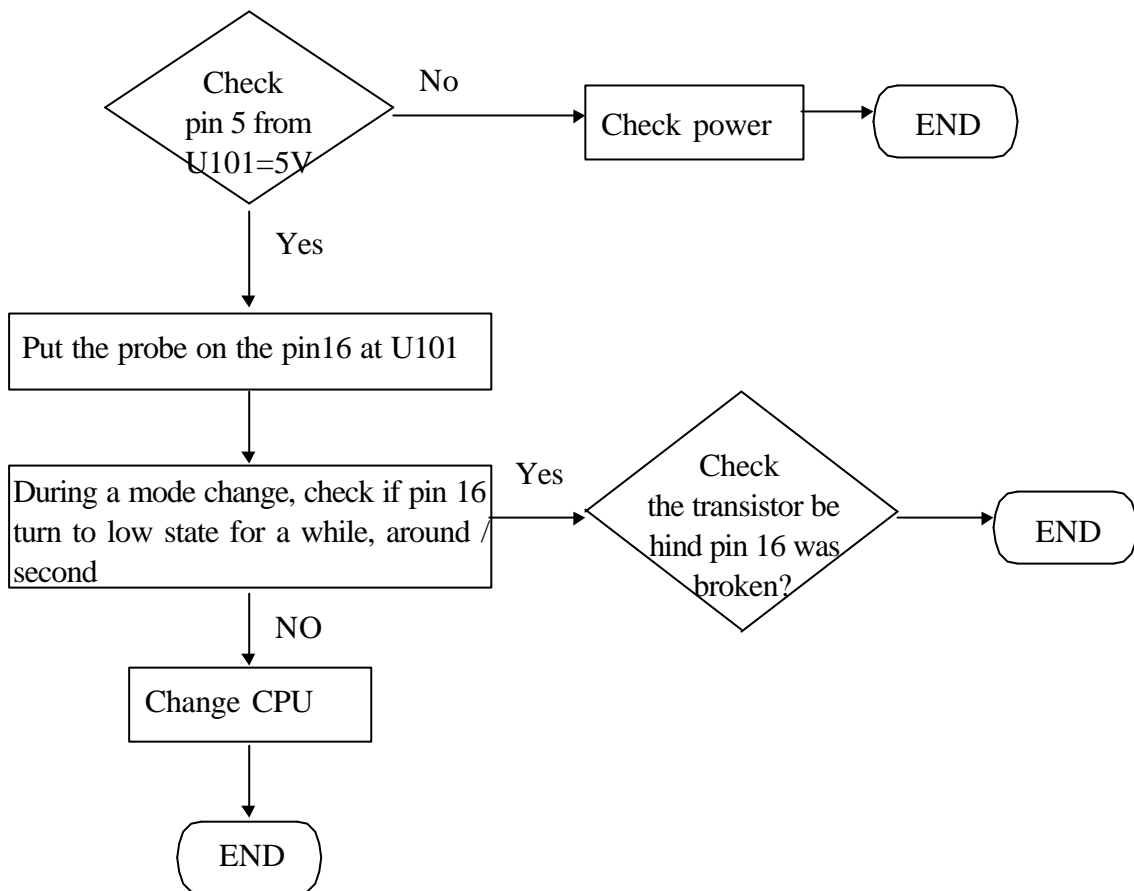 Check
pin 5 from
U101=5V
No
Check power
END
Yes
Put the probe on the pin16 at U101
During a mode change, check if pin 16
turn to low state for a while, around /
second
Yes
Check
the transistor be
hind pin 16 was
broken?
END
NO
Change CPU
END